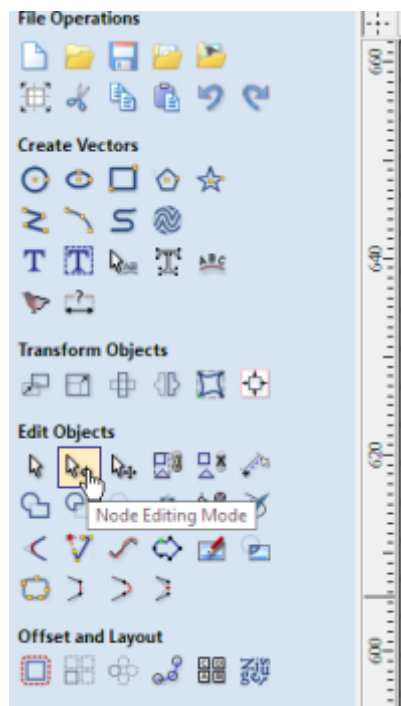 File Operations
Create Vectors
Transform Objects
Edit Objects
Node Editing Mode
Offset and Layout
660
640
620
600